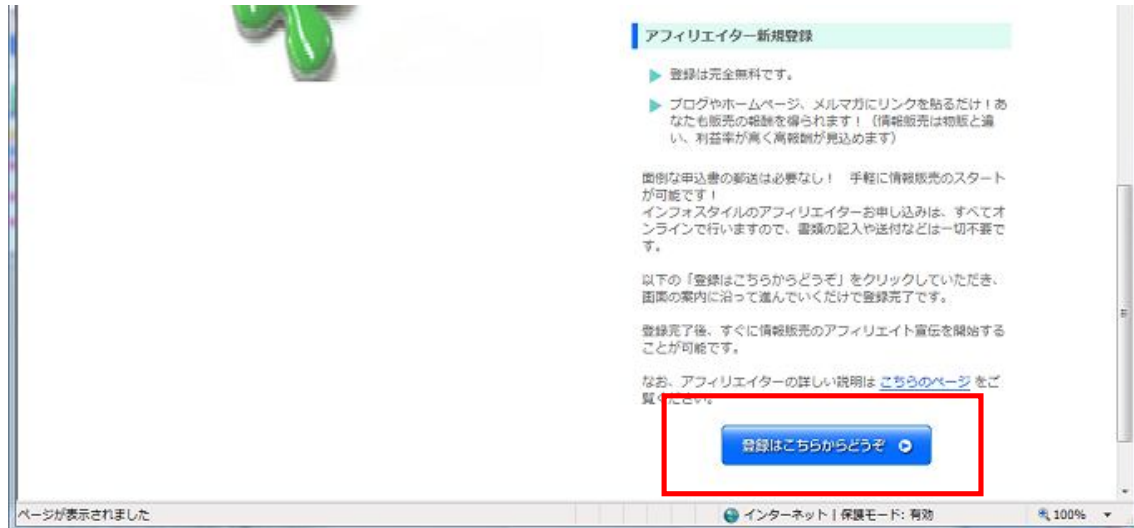 アフィリエイター新規登録
登録は完全無料です。
ブログやホームページ、メルマガにリンクを貼るだけ！あ
なたも販売の報酬を得られます！（情報販売は物販と違
い、利益率が高く高報酬が見込めます）
面倒な申込書の郵送は必要なし！　手軽に情報販売のスタート
が可能です！
インフォスタイルのアフィリエイターお申し込みは、すべてオ
ンラインで行いますので、書類の記入や送付などは一切不要で
す。
以下の「登録はこちらからどうぞ」をクリックしていただき、
画面の案内に沿って進んでいくだけで登録完了です。
登録完了後、すぐに情報販売のアフィリエイト宣伝を開始する
ことが可能です。
なお、アフィリエイターの詳しい説明は こちらのページ をご
覧ください。
登録はこちらからどうぞ
ページが表示されました
インターネット | 保護モード: 有効
100%